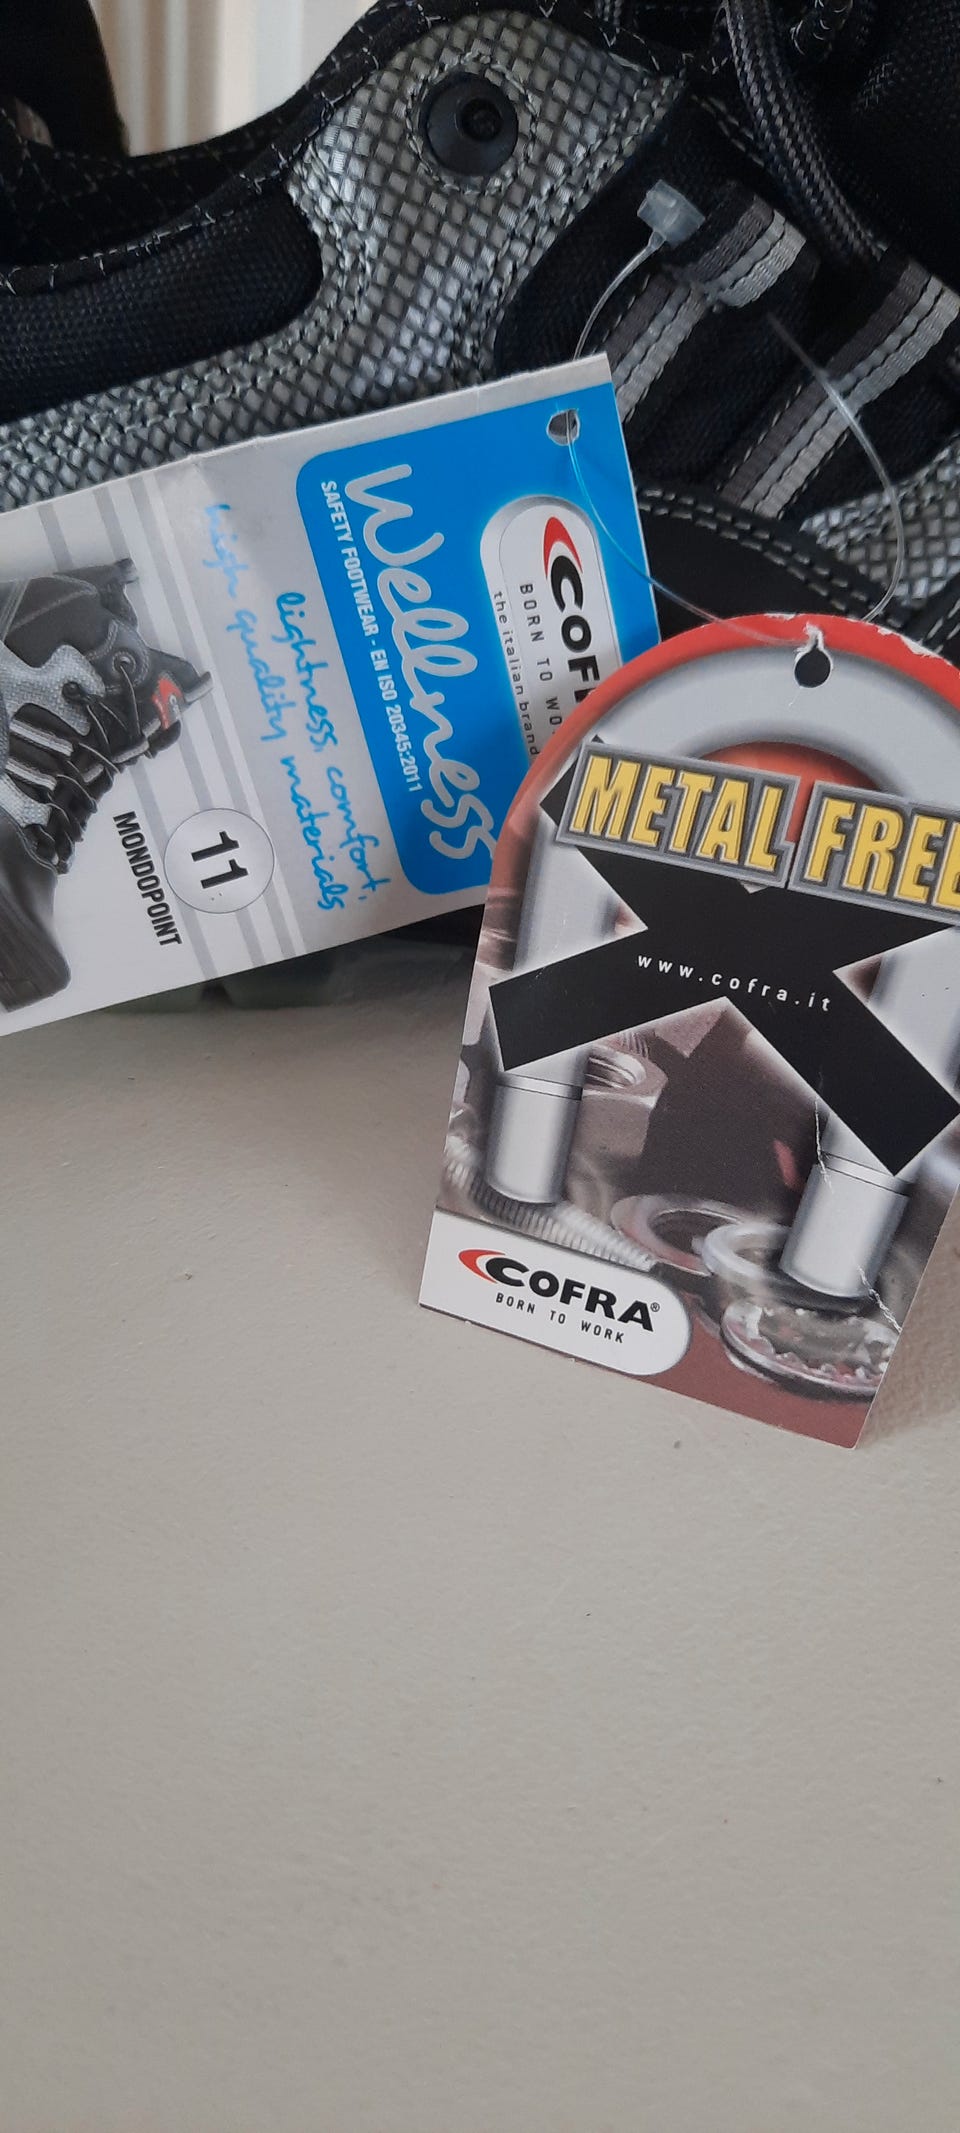 COF
BORN TO WO
the italian brand
Wellness
SAFETY FOOTWEAR - EN ISO 20345:2011
lightness, comfort,
high quality materials
11
MONDOPOINT
METAL FREE
www.cofra.it
COFRA®
BORN TO WORK